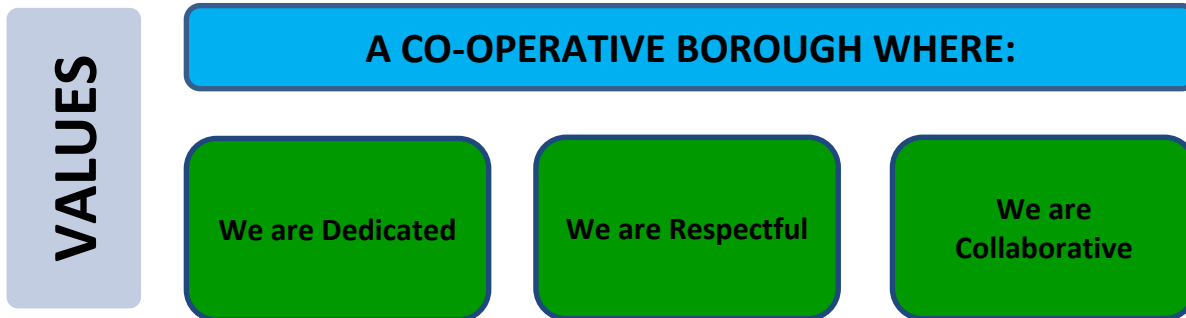 VALUES
A CO-OPERATIVE BOROUGH WHERE:
We are Dedicated
We are Respectful
We are
Collaborative